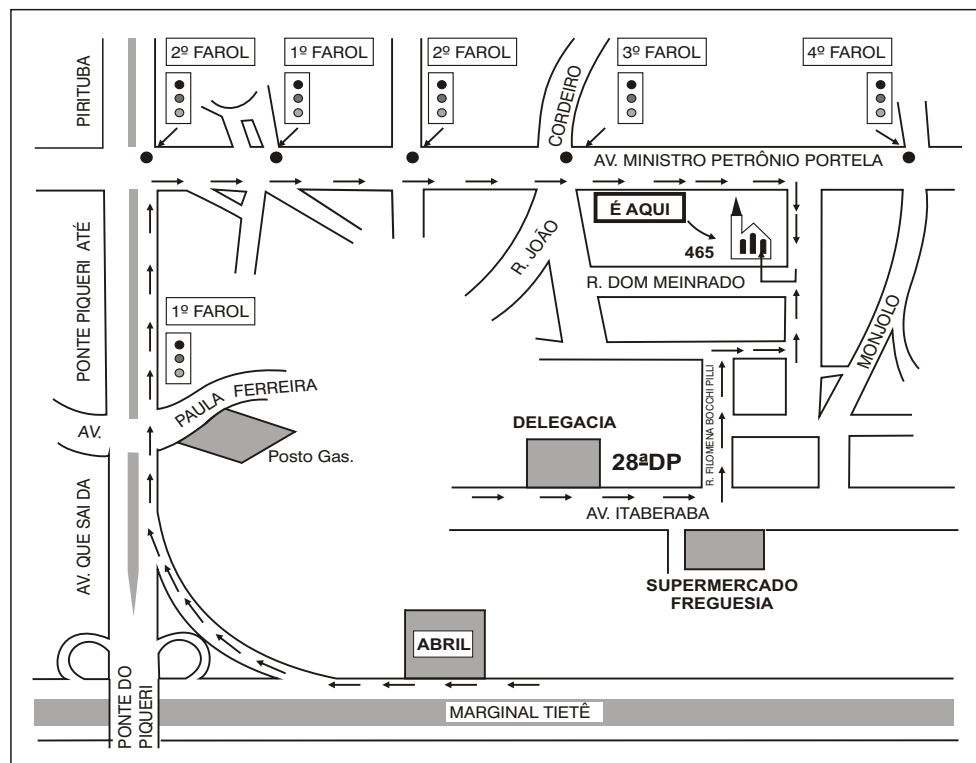 2º FAROL
1º FAROL
2º FAROL
3º FAROL
4º FAROL
PIRITUBA
CORDEIRO
AV. MINISTRO PETRÔNIO PORTELA
É AQUI
465
R. JOÃO
R. DOM MEINRADO
PONTE PIQUERI ATÉ
1º FAROL
MONJOLO
PAULA FERREIRA
AV.
Posto Gas.
DELEGACIA
28ªDP
R. FILOMENA BOCCHI PILLI
AV. ITABERABA
AV. QUE SAI DA
SUPERMERCADO
FREGUESIA
ABRIL
MARGINAL TIETÊ
PONTE DO
PIQUERI